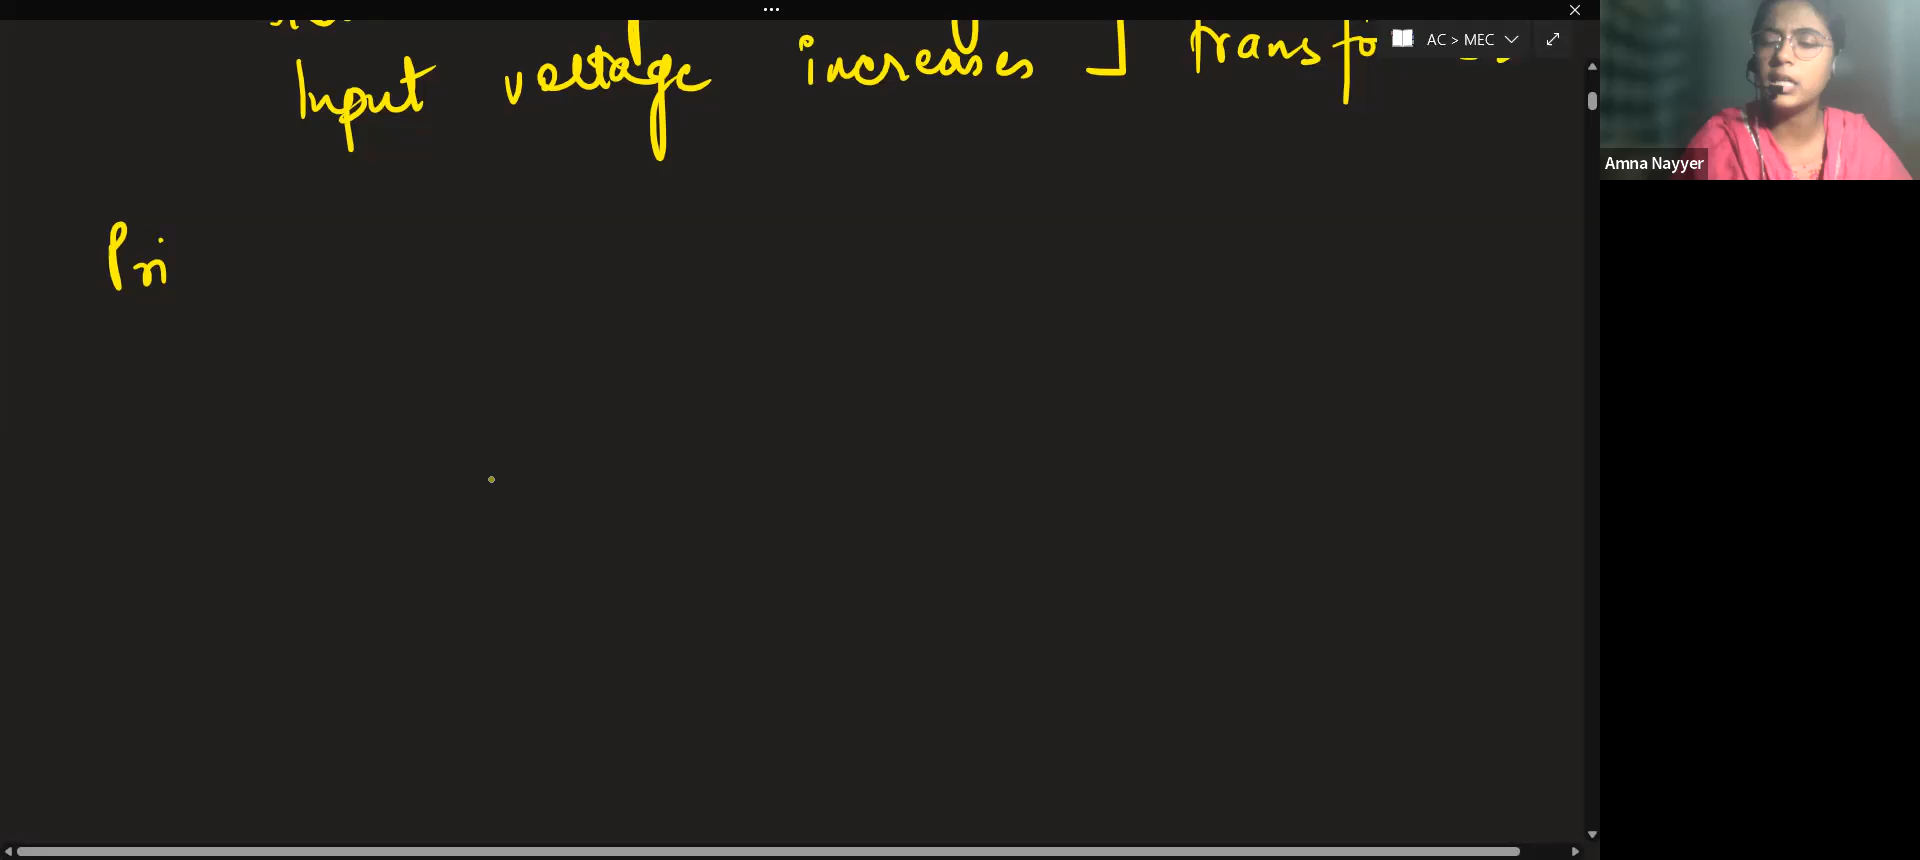 Input voltage increases ] transfo
AC > MEC
Amna Nayyer
Pri